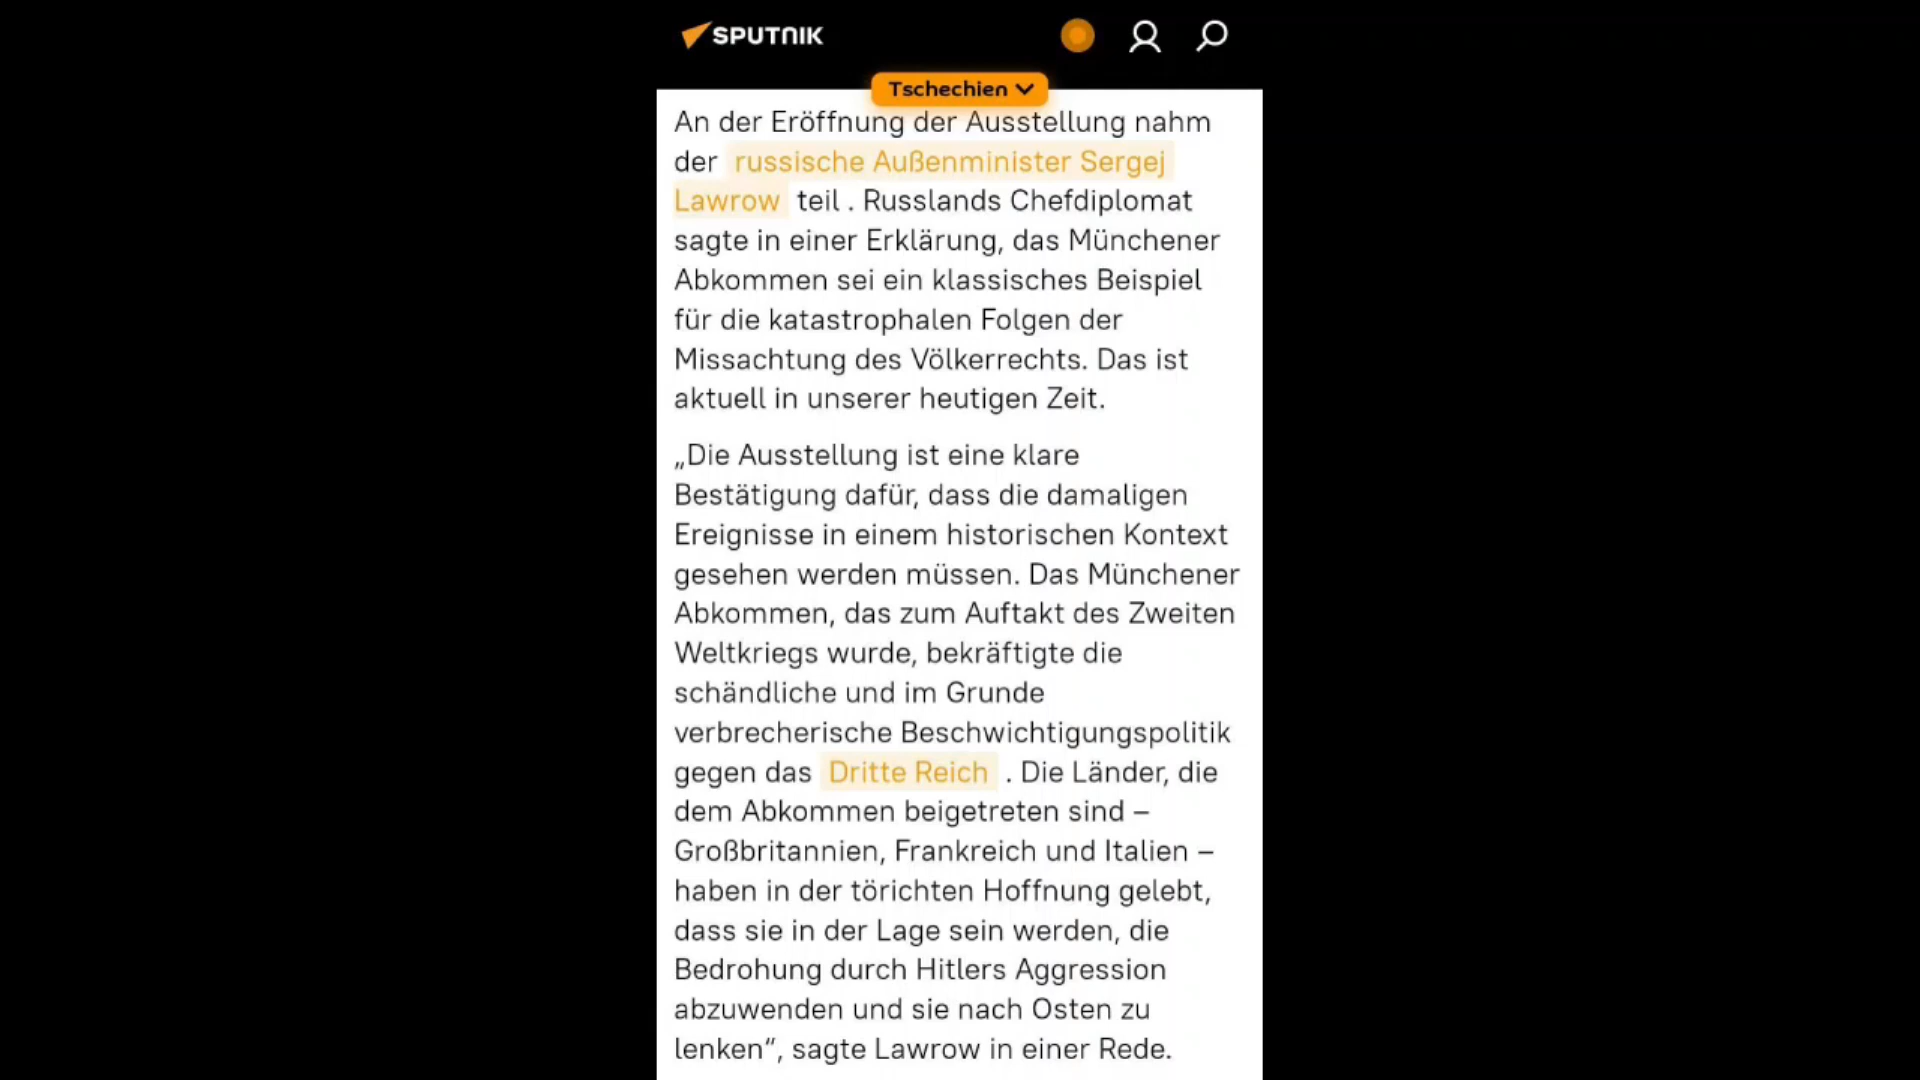 SPUTNIK
Tschechien
An der Eröffnung der Ausstellung nahm
der russische Außenminister Sergej
Lawrow teil . Russlands Chefdiplomat
sagte in einer Erklärung, das Münchener
Abkommen sei ein klassisches Beispiel
für die katastrophalen Folgen der
Missachtung des Völkerrechts. Das ist
aktuell in unserer heutigen Zeit.
„Die Ausstellung ist eine klare
Bestätigung dafür, dass die damaligen
Ereignisse in einem historischen Kontext
gesehen werden müssen. Das Münchener
Abkommen, das zum Auftakt des Zweiten
Weltkriegs wurde, bekräftigte die
schändliche und im Grunde
verbrecherische Beschwichtigungspolitik
gegen das Dritte Reich . Die Länder, die
dem Abkommen beigetreten sind –
Großbritannien, Frankreich und Italien –
haben in der törichten Hoffnung gelebt,
dass sie in der Lage sein werden, die
Bedrohung durch Hitlers Aggression
abzuwenden und sie nach Osten zu
lenken“, sagte Lawrow in einer Rede.